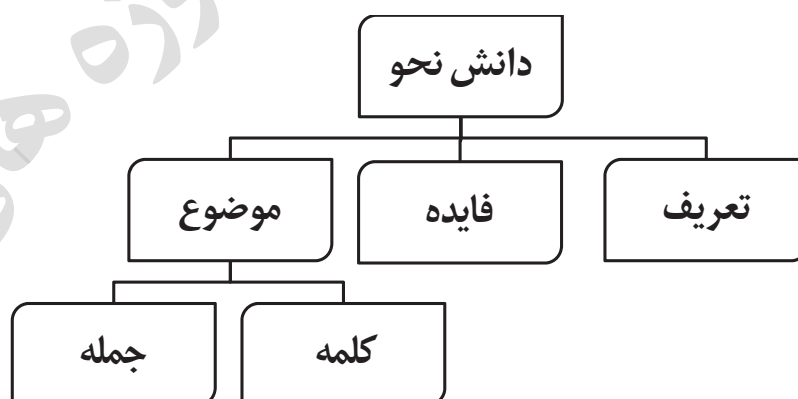 دانش نحو
تعریف
فایده
موضوع
کلمه
جمله